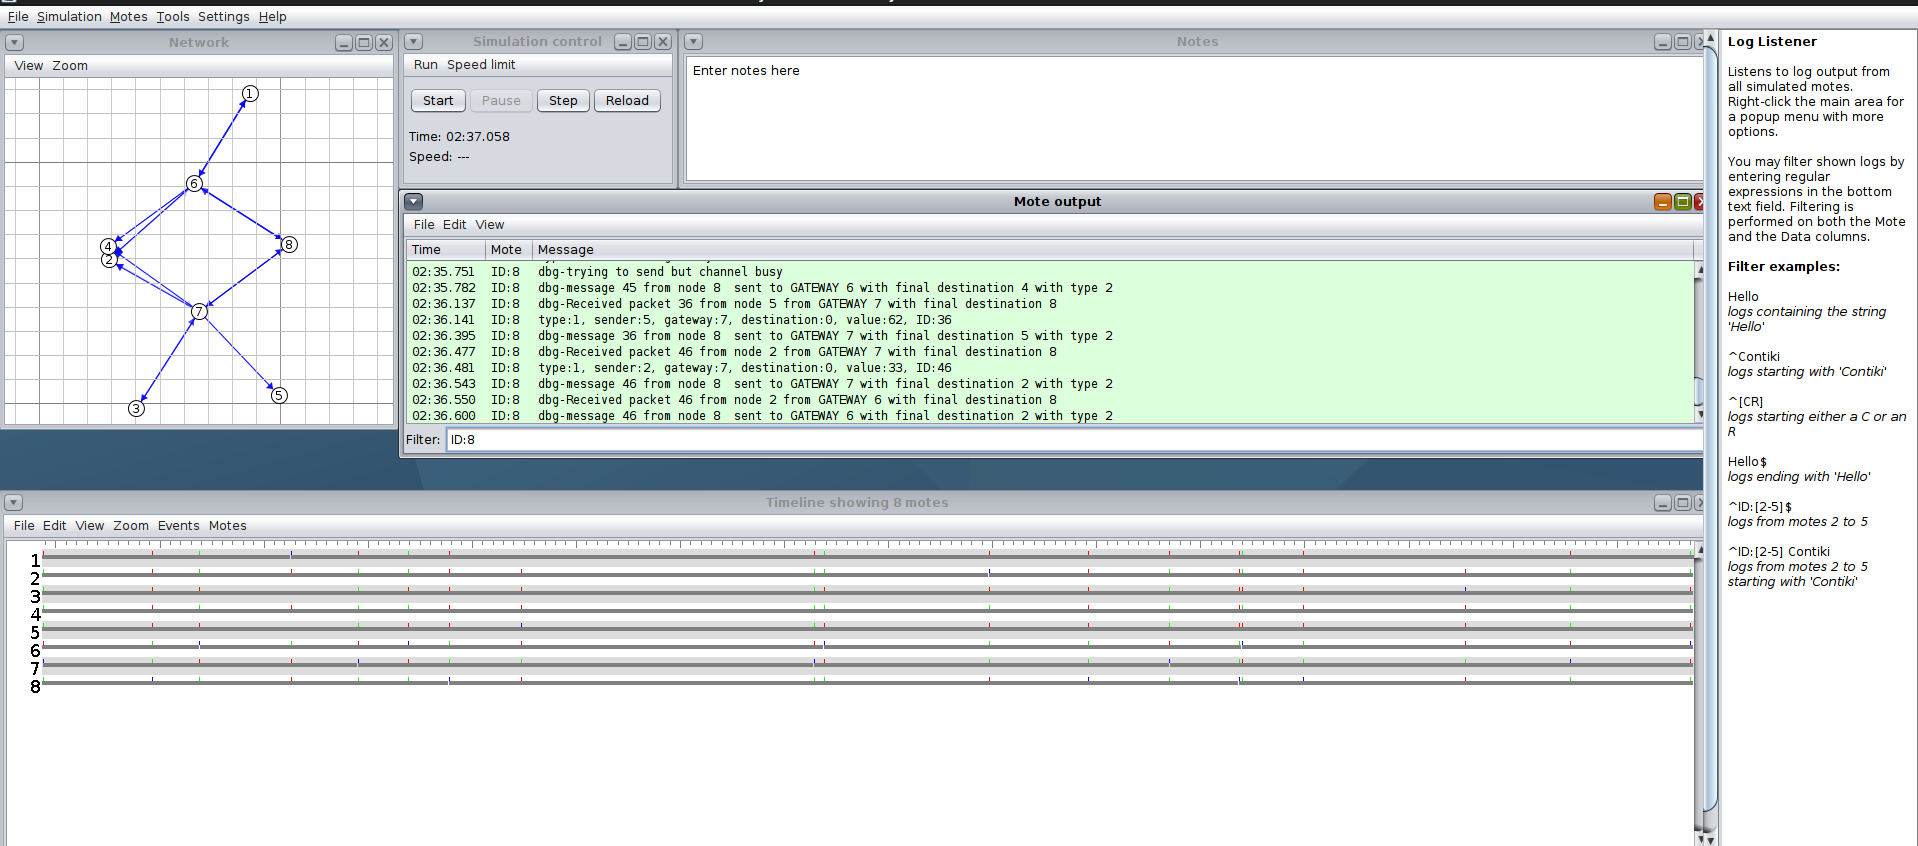 File Simulation Motes Tools Settings Help
Network
View Zoom
1
6
4
2
8
7
3
5
Simulation control
Run Speed limit
Start Pause Step Reload
Time: 02:37.058
Speed: ---
Notes
Enter notes here
Mote output
File Edit View
Time Mote Message
02:35.751 ID:8 dbg-trying to send but channel busy
02:35.782 ID:8 dbg-message 45 from node 8  sent to GATEWAY 6 with final destination 4 with type 2
02:36.137 ID:8 dbg-Received packet 36 from node 5 from GATEWAY 7 with final destination 8
02:36.141 ID:8 type:1, sender:5, gateway:7, destination:0, value:62, ID:36
02:36.395 ID:8 dbg-message 36 from node 8  sent to GATEWAY 7 with final destination 5 with type 2
02:36.477 ID:8 dbg-Received packet 46 from node 2 from GATEWAY 7 with final destination 8
02:36.481 ID:8 type:1, sender:2, gateway:7, destination:0, value:33, ID:46
02:36.543 ID:8 dbg-message 46 from node 8  sent to GATEWAY 7 with final destination 2 with type 2
02:36.550 ID:8 dbg-Received packet 46 from node 2 from GATEWAY 6 with final destination 8
02:36.600 ID:8 dbg-message 46 from node 8  sent to GATEWAY 6 with final destination 2 with type 2
Filter: ID:8
Timeline showing 8 motes
File Edit View Zoom Events Motes
1
2
3
4
5
6
7
8
Log Listener
Listens to log output from
all simulated motes.
Right-click the main area for
a popup menu with more
options.
You may filter shown logs by
entering regular
expressions in the bottom
text field. Filtering is
performed on both the Mote
and the Data columns.
Filter examples:
Hello
logs containing the string
'Hello'
^Contiki
logs starting with 'Contiki'
^[CR]
logs starting either a C or an
R
Hello$
logs ending with 'Hello'
^ID:[2-5]$
logs from motes 2 to 5
^ID:[2-5] Contiki
logs from motes 2 to 5
starting with 'Contiki'